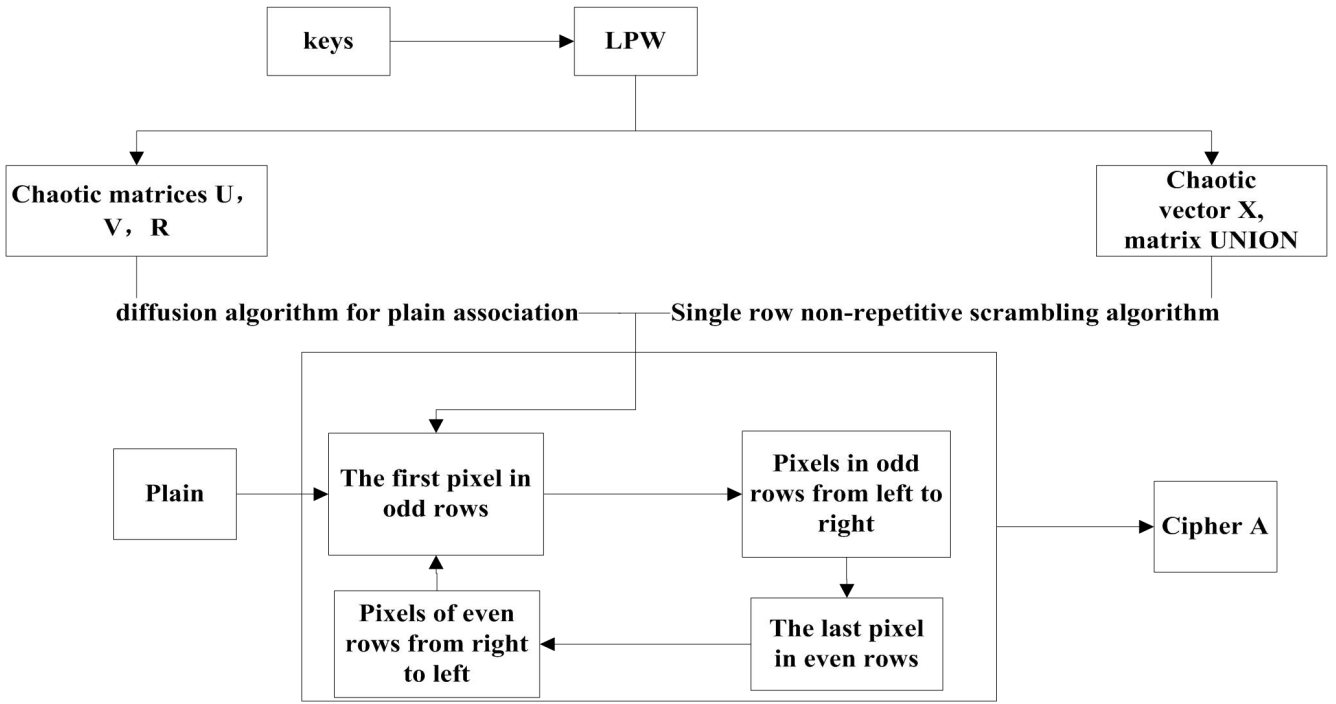 keys
LPW
Chaotic matrices U，
V，R
Chaotic
vector X,
matrix UNION
diffusion algorithm for plain association
Single row non-repetitive scrambling algorithm
Plain
The first pixel in
odd rows
Pixels in odd
rows from left to
right
Cipher A
Pixels of even
rows from right
to left
The last pixel
in even rows